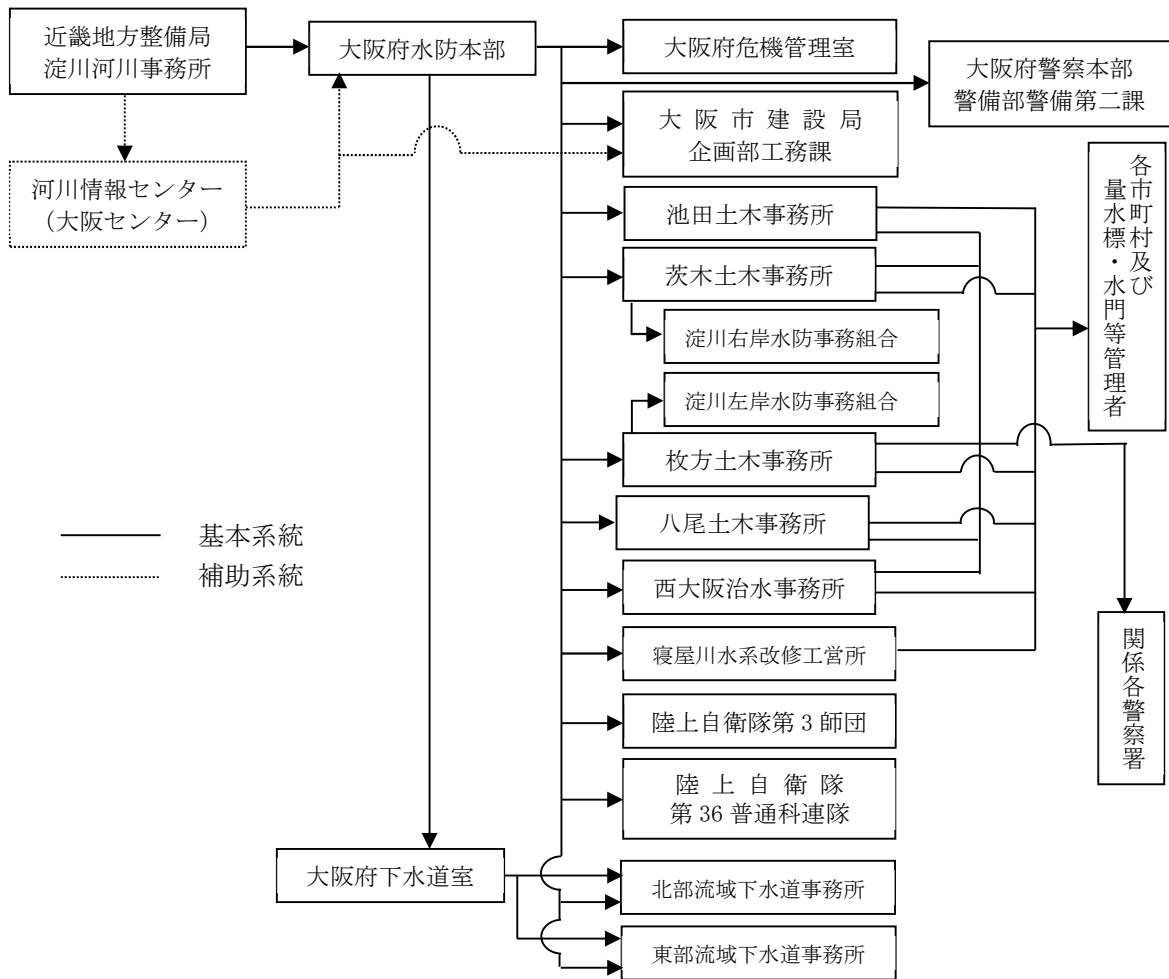 近畿地方整備局
淀川河川事務所
大阪府水防本部
大阪府危機管理室
大阪府警察本部
警備部警備第二課
大阪市建設局
企画部工務課
河川情報センター
（大阪センター）
池田土木事務所
茨木土木事務所
淀川右岸水防事務組合
淀川左岸水防事務組合
枚方土木事務所
八尾土木事務所
西大阪治水事務所
寝屋川水系改修工営所
陸上自衛隊第3師団
陸上自衛隊
第36普通科連隊
各市町村及び
量水標・水門等管理者
関係各警察署
基本系統
補助系統
大阪府下水道室
北部流域下水道事務所
東部流域下水道事務所